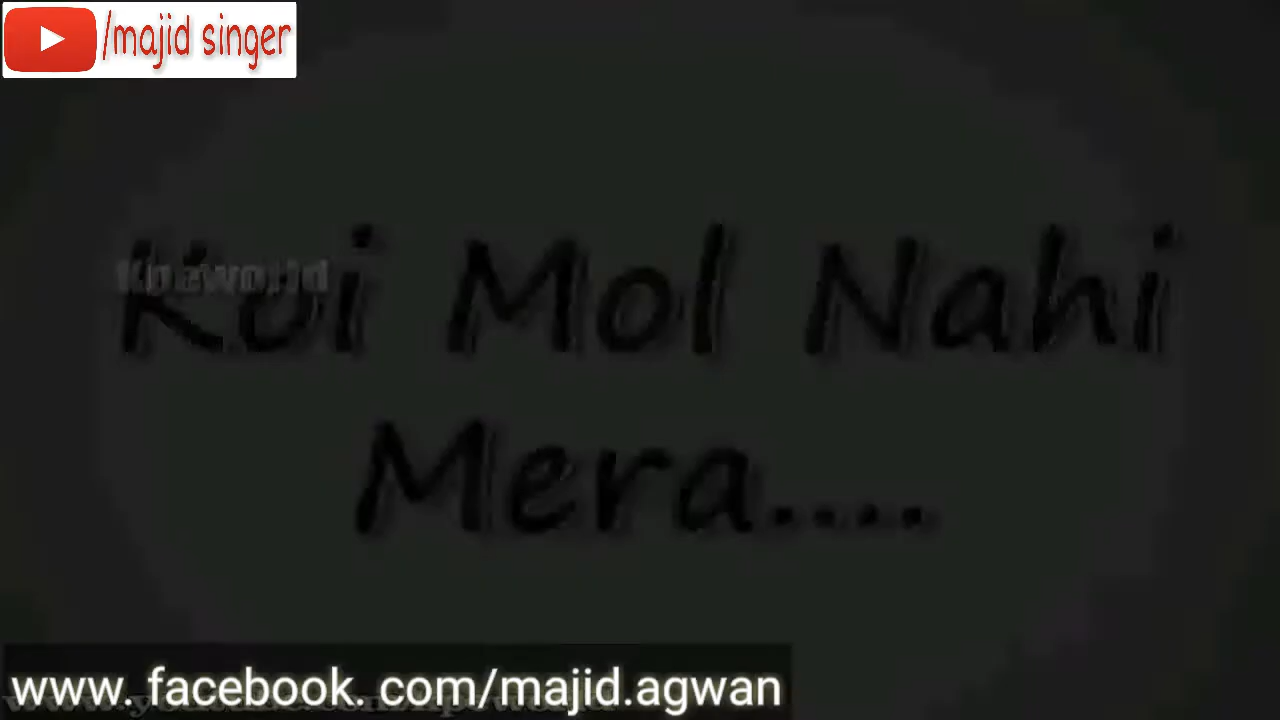 /majid singer
Koi Mol Nahi
Mera....
www. facebook. com/majid.agwan